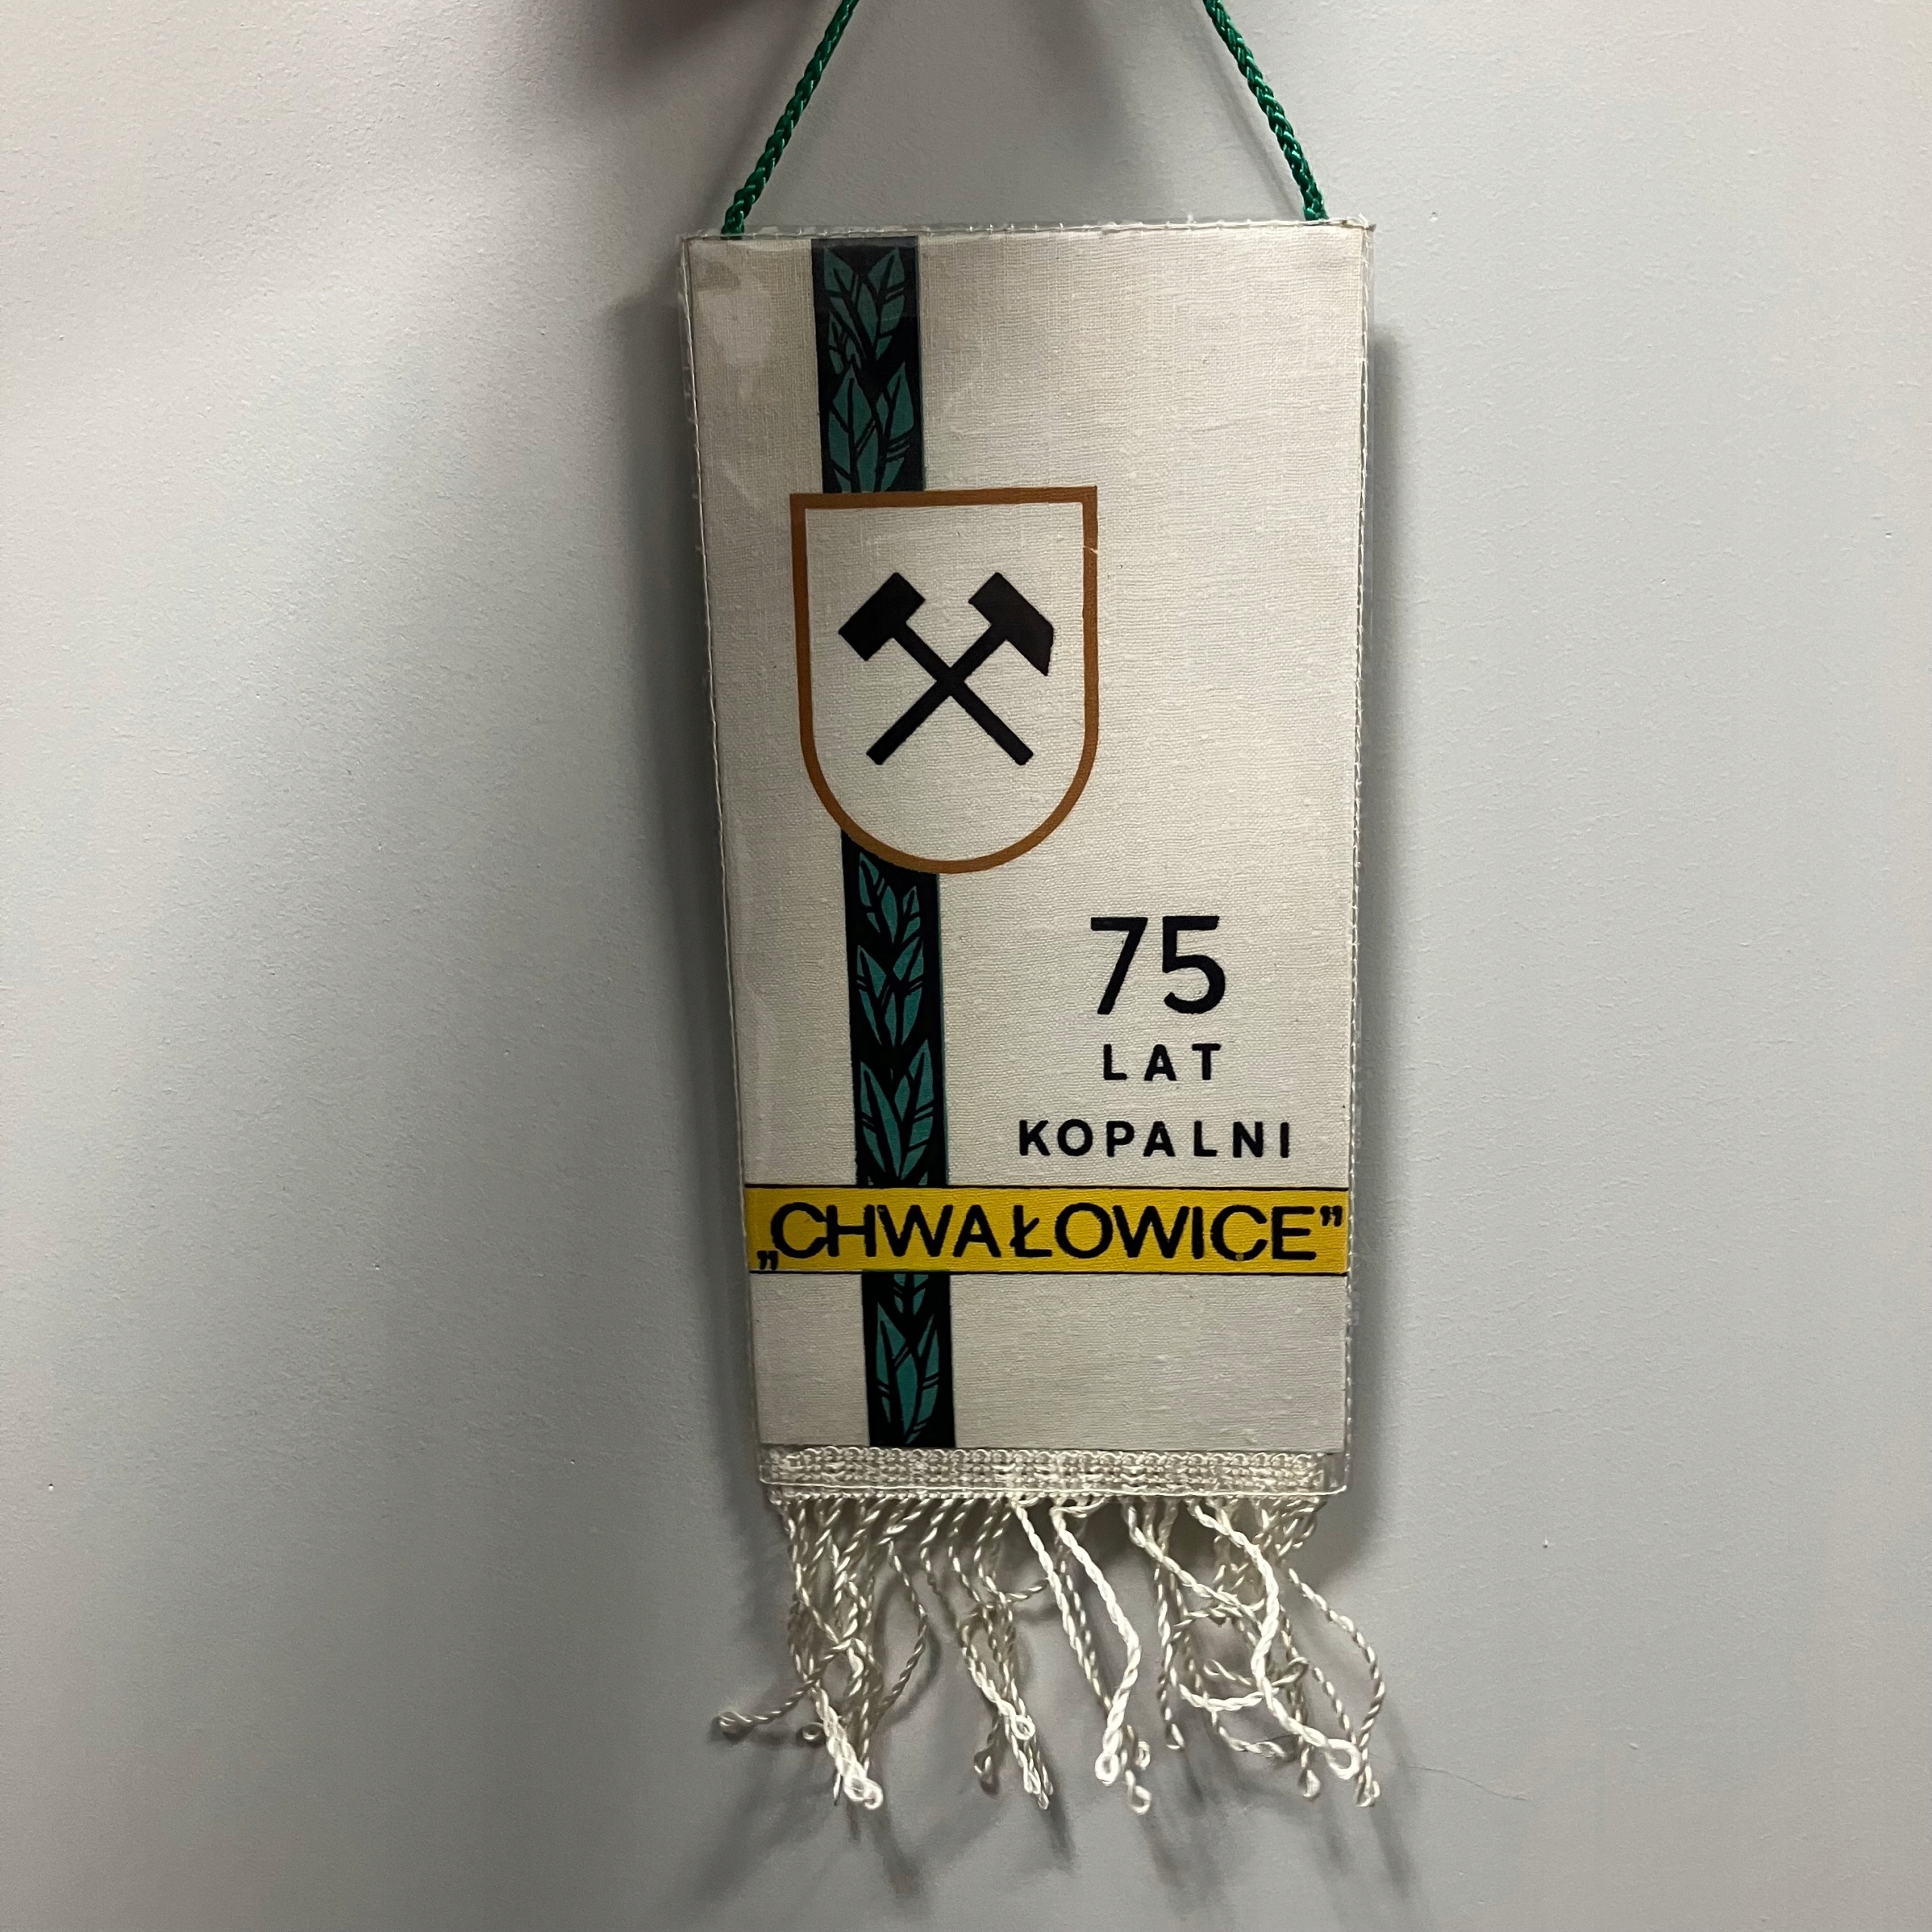 75
LAT
KOPALNI
„CHWAŁOWICE”